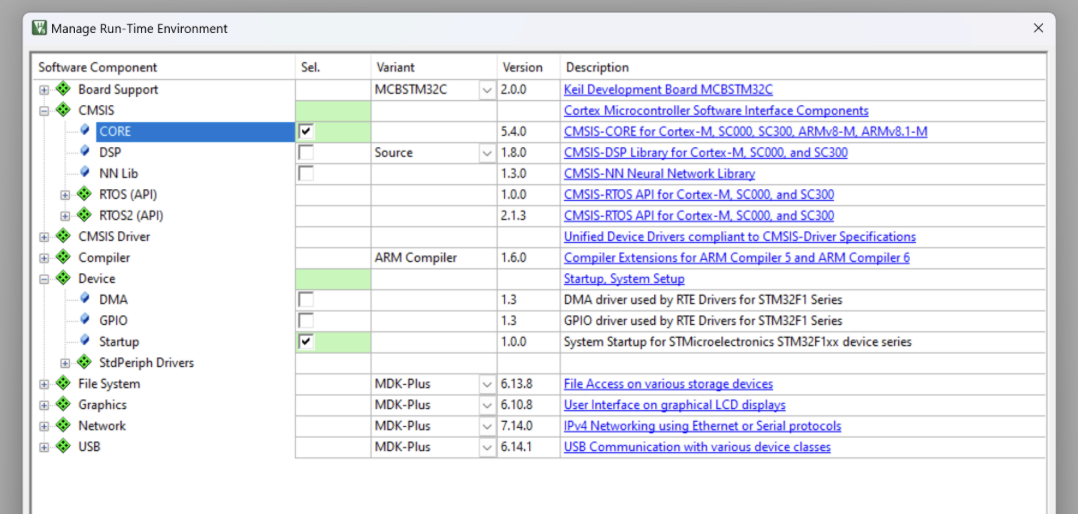 Manage Run-Time Environment
Software Component Sel. Variant Version Description
Board Support MCBSTM32C 2.0.0 Keil Development Board MCBSTM32C
CMSIS Cortex Microcontroller Software Interface Components
CORE 5.4.0 CMSIS-CORE for Cortex-M, SC000, SC300, ARMv8-M, ARMv8.1-M
DSP Source 1.8.0 CMSIS-DSP Library for Cortex-M, SC000, and SC300
NN Lib 1.3.0 CMSIS-NN Neural Network Library
RTOS (API) 1.0.0 CMSIS-RTOS API for Cortex-M, SC000, and SC300
RTOS2 (API) 2.1.3 CMSIS-RTOS API for Cortex-M, SC000, and SC300
CMSIS Driver Unified Device Drivers compliant to CMSIS-Driver Specifications
Compiler ARM Compiler 1.6.0 Compiler Extensions for ARM Compiler 5 and ARM Compiler 6
Device Startup, System Setup
DMA 1.3 DMA driver used by RTE Drivers for STM32F1 Series
GPIO 1.3 GPIO driver used by RTE Drivers for STM32F1 Series
Startup 1.0.0 System Startup for STMicroelectronics STM32F1xx device series
StdPeriph Drivers
File System MDK-Plus 6.13.8 File Access on various storage devices
Graphics MDK-Plus 6.10.8 User Interface on graphical LCD displays
Network MDK-Plus 7.14.0 IPv4 Networking using Ethernet or Serial protocols
USB MDK-Plus 6.14.1 USB Communication with various device classes